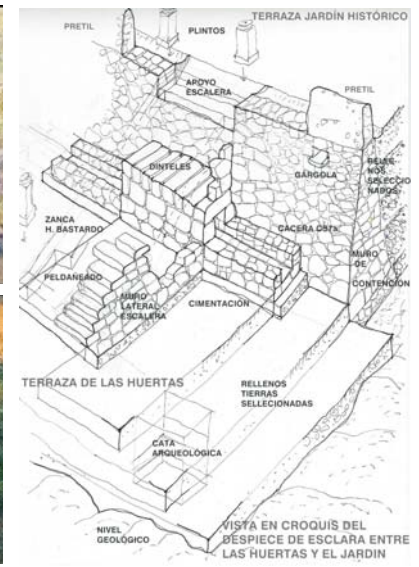 TERRAZA JARDÍN HISTÓRICO
PRETIL
PLINTOS
APOYO
ESCALERA
PRETIL
DINTELES
GÁRGOLA
RELLE-
NOS
SELECCIO
NADOS
ZANCA
H. BASTARDO
CACERA
MURO
DE
CONTENCIÓN
PELDAÑEADO
MURO
LATERAL
ESCALERA
CIMENTACIÓN
TERRAZA DE LAS HUERTAS
RELLENOS
TIERRAS
SELLECIONADAS
CATA
ARQUEOLÓGICA
NIVEL
GEOLÓGICO
VISTA EN CROQUIS DEL
DESPIECE DE ESCLARA ENTRE
LAS HUERTAS Y EL JARDIN